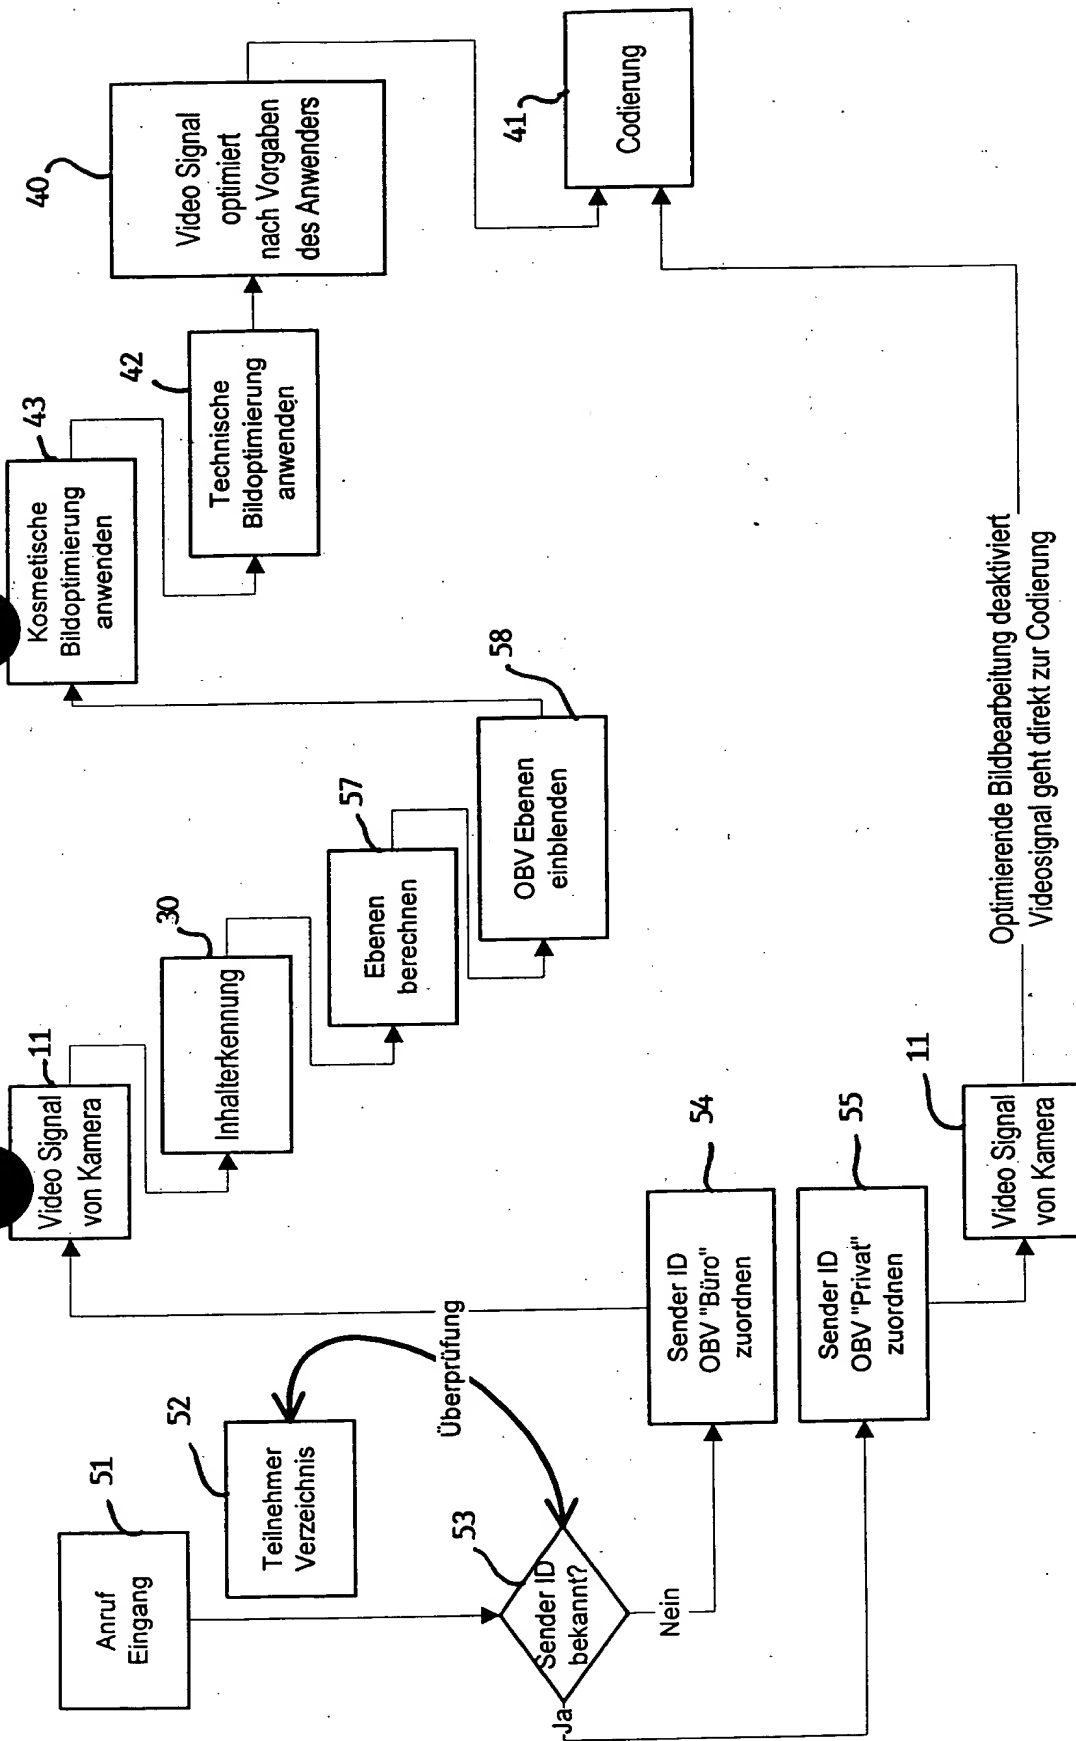 51
Anruf
Eingang
52
Teilnehmer
Verzeichnis
Überprüfung
53
Sender ID
bekannt?
Nein
Ja
54
Sender ID
OBV "Büro"
zuordnen
55
Sender ID
OBV "Privat"
zuordnen
11
Video Signal
von Kamera
30
Inhalterkennung
57
Ebenen
berechnen
58
OBV Ebenen
einblenden
43
Kosmetische
Bildoptimierung
anwenden
42
Technische
Bildoptimierung
anwenden
40
Video Signal
optimiert
nach Vorgaben
des Anwenders
41
Codierung
11
Video Signal
von Kamera
Optimierende Bildbearbeitung deaktiviert
Videosignal geht direkt zur Codierung